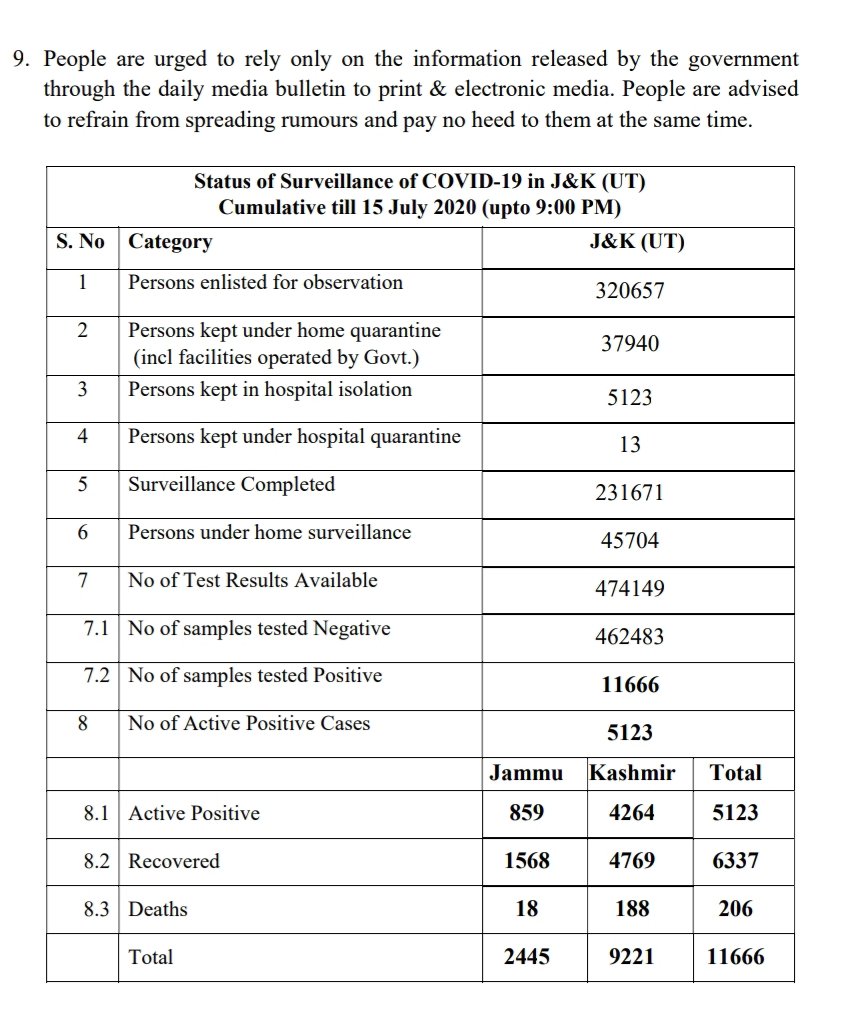 9. People are urged to rely only on the information released by the government
through the daily media bulletin to print & electronic media. People are advised
to refrain from spreading rumours and pay no heed to them at the same time.
Status of Surveillance of COVID-19 in J&K (UT)
Cumulative till 15 July 2020 (upto 9:00 PM)
S. No Category J&K (UT)
1 Persons enlisted for observation 320657
2 Persons kept under home quarantine
(incl facilities operated by Govt.) 37940
3 Persons kept in hospital isolation 5123
4 Persons kept under hospital quarantine 13
5 Surveillance Completed 231671
6 Persons under home surveillance 45704
7 No of Test Results Available 474149
7.1 No of samples tested Negative 462483
7.2 No of samples tested Positive 11666
8 No of Active Positive Cases 5123
Jammu Kashmir Total
8.1 Active Positive 859 4264 5123
8.2 Recovered 1568 4769 6337
8.3 Deaths 18 188 206
Total 2445 9221 11666